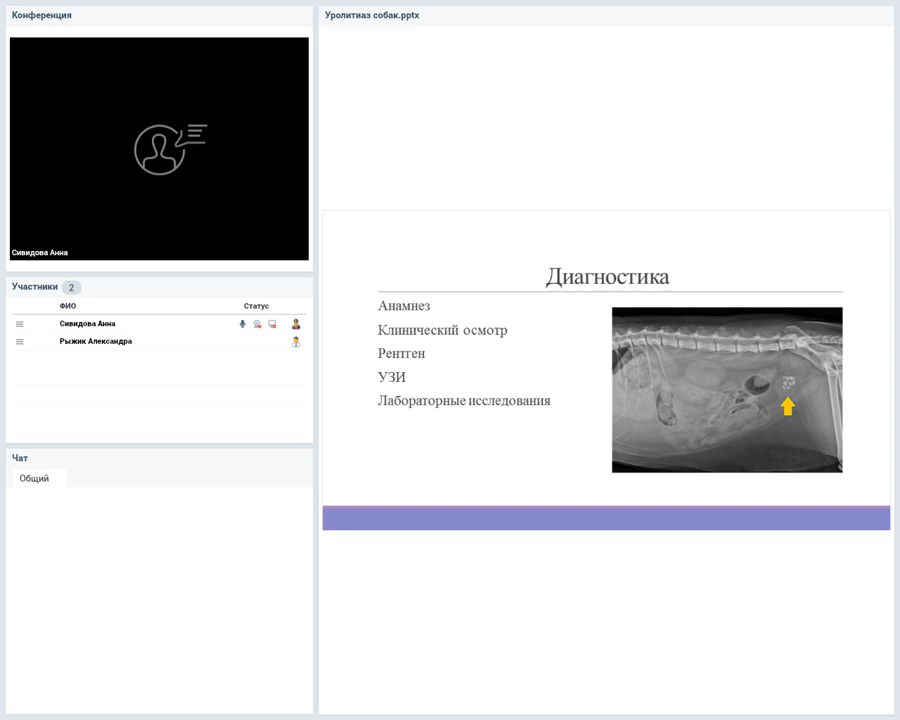 Конференция
Сивидова Анна
Участники 2
ФИО Статус
Сивидова Анна
Рыжик Александра
Чат
Общий
Уролитиаз собак.pptx
Диагностика
Анамнез
Клинический осмотр
Рентген
УЗИ
Лабораторные исследования